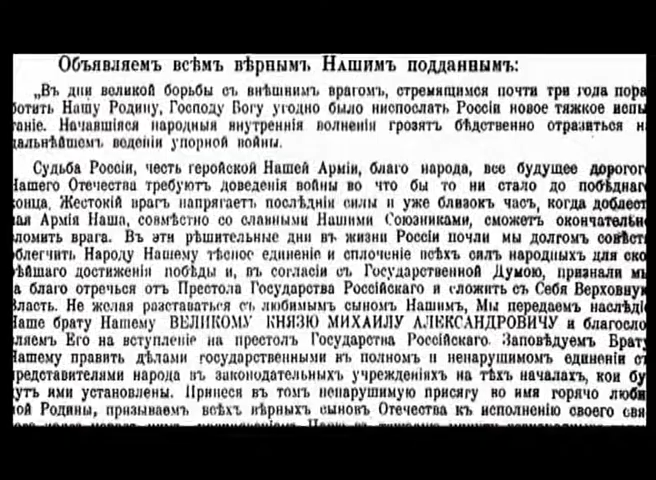 Объявляемъ всѣмъ вѣрнымъ Нашимъ подданнымъ:
„Въ дни великой борьбы съ внѣшнимъ врагомъ, стремящимся почти три года пора
ботить Нашу Родину, Господу Богу угодно было ниспослать Россіи новое тяжкое испы
таніе. Начавшіяся народныя внутреннія волненія грозятъ бѣдственно отразиться н
дальнѣйшемъ веденіи упорной войны.
Судьба Россіи, честь геройской Нашей Арміи, благо народа, все будущее дорогог
Нашего Отечества требуютъ доведенія войны во что бы то ни стало до побѣднаг
конца. Жестокій врагъ напрягаетъ послѣднія силы и уже близокъ часъ, когда доблест
ная Армія Наша, совмѣстно со славными Нашими Союзниками, сможетъ окончательно
сломить врага. Въ эти рѣшительные дни въ жизни Россіи почли мы долгомъ совѣсти
облегчить Народу Нашему тѣсное единеніе и сплоченіе всѣхъ силъ народныхъ для ско
рѣйшаго достиженія побѣды и, въ согласіи съ Государственной Думою, признали мы
за благо отречься отъ Престола Государства Россійскаго и сложить съ Себя Верховную
Власть. Не желая разставаться съ любимымъ сыномъ Нашимъ, Мы передаемъ наслѣдіе
Наше брату Нашему ВЕЛИКОМУ КНЯЗЮ МИХАИЛУ АЛЕКСАНДРОВИЧУ и благосло
вляемъ Его на вступленіе на престолъ Государства Россійскаго. Заповѣдуемъ Брату
Нашему править дѣлами государственными въ полномъ и ненарушимомъ единеніи съ
представителями народа въ законодательныхъ учрежденіяхъ на тѣхъ началахъ, кои бу
дутъ ими установлены. Принеся въ томъ ненарушимую присягу во имя горячо люби
мой Родины, призываемъ всѣхъ вѣрныхъ сыновъ Отечества къ исполненію своего свя